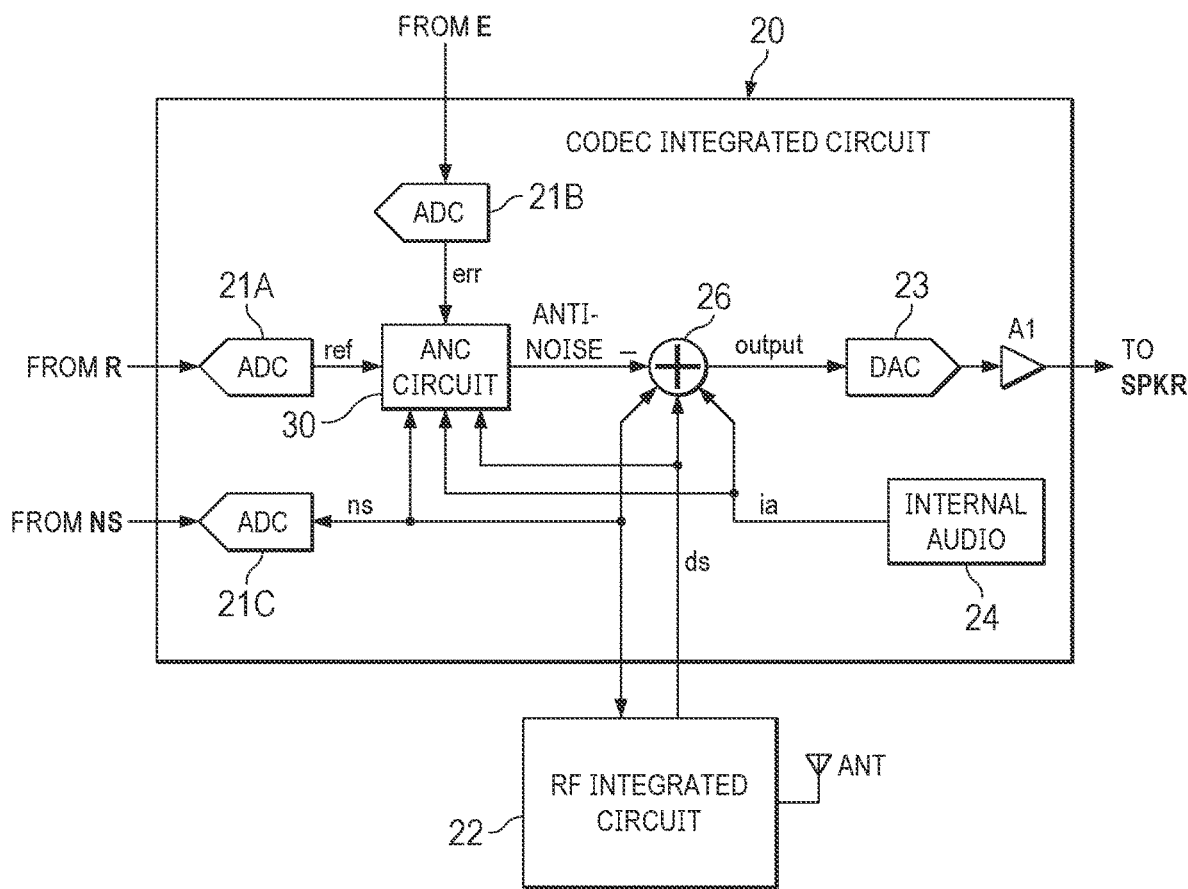 FROM E
20
CODEC INTEGRATED CIRCUIT
ADC
21B
err
21A
FROM R
ADC
ref
ANC
CIRCUIT
30
ANTI-
NOISE
–
26
output
23
DAC
A1
TO
SPKR
FROM NS
ADC
21C
ns
ia
INTERNAL
AUDIO
24
ds
RF INTEGRATED
CIRCUIT
22
ANT